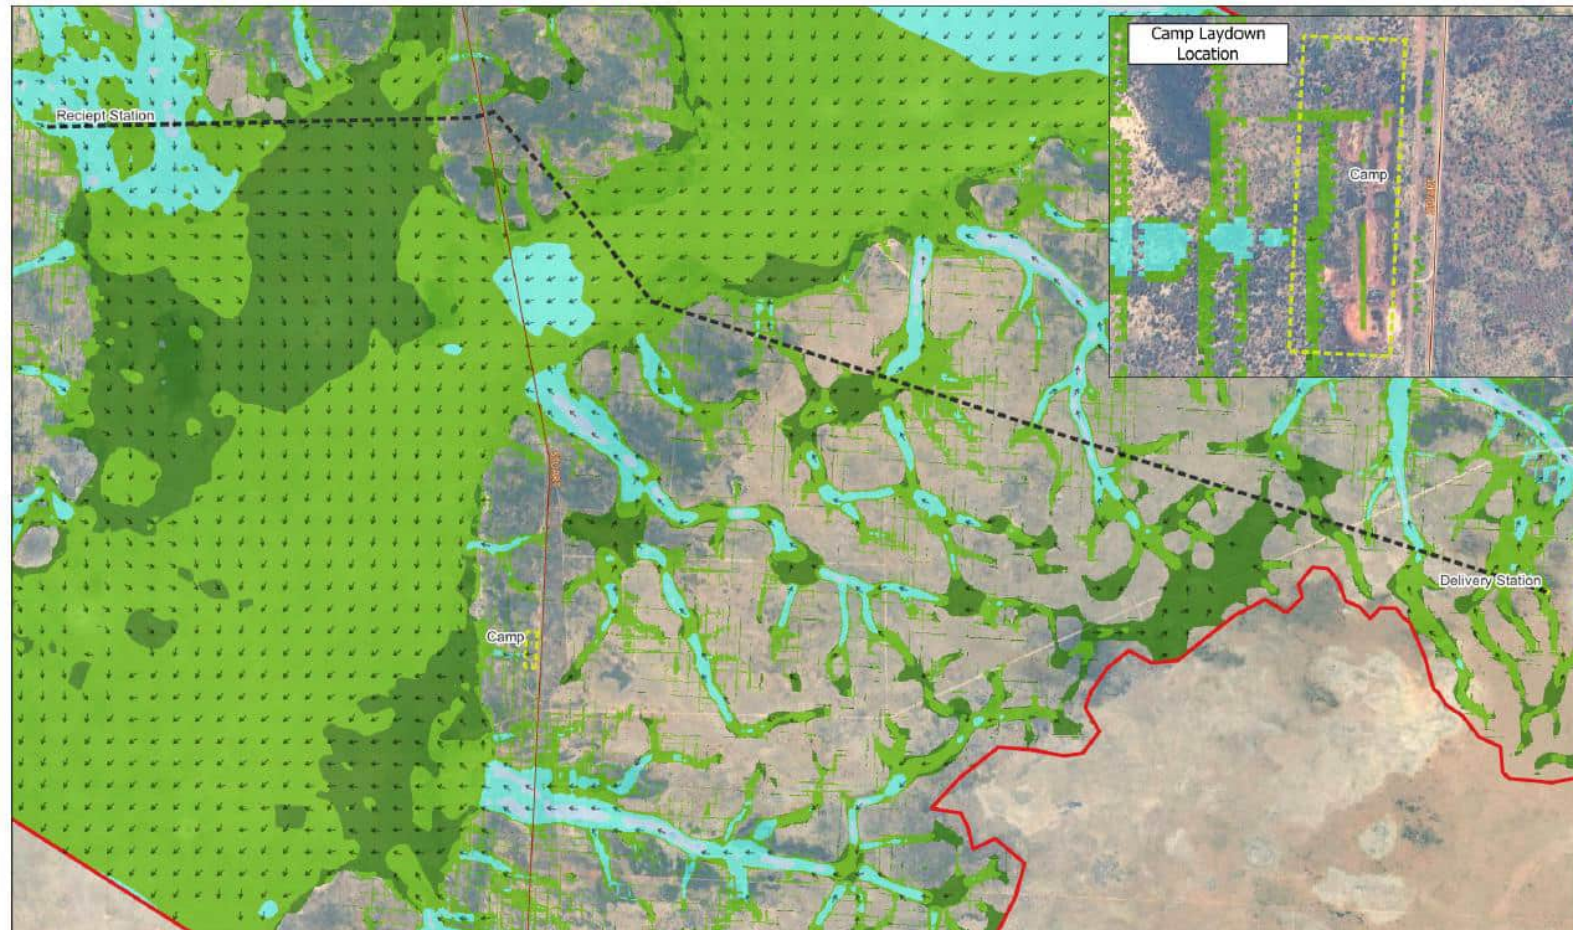 Camp Laydown
Location
Reciept Station
Camp
Delivery Station
Camp